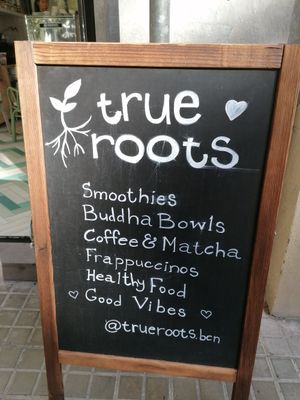 true
roots
Smoothies
Buddha Bowls
Coffee & Matcha
Frappuccinos
Healthy Food
Good Vibes
@trueroots.bcn